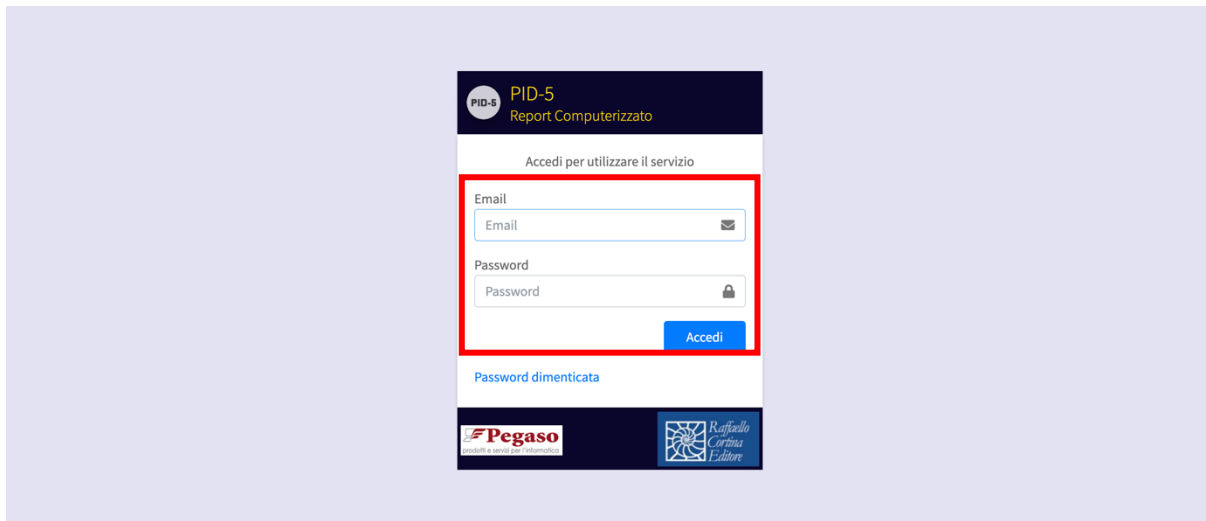 PID-5
PID-5
Report Computerizzato
Accedi per utilizzare il servizio
Email
Email
Password
Password
Accedi
Password dimenticata
Pegaso
prodotti e servizi per l'informatica
Raffaello
Cortina
Editore